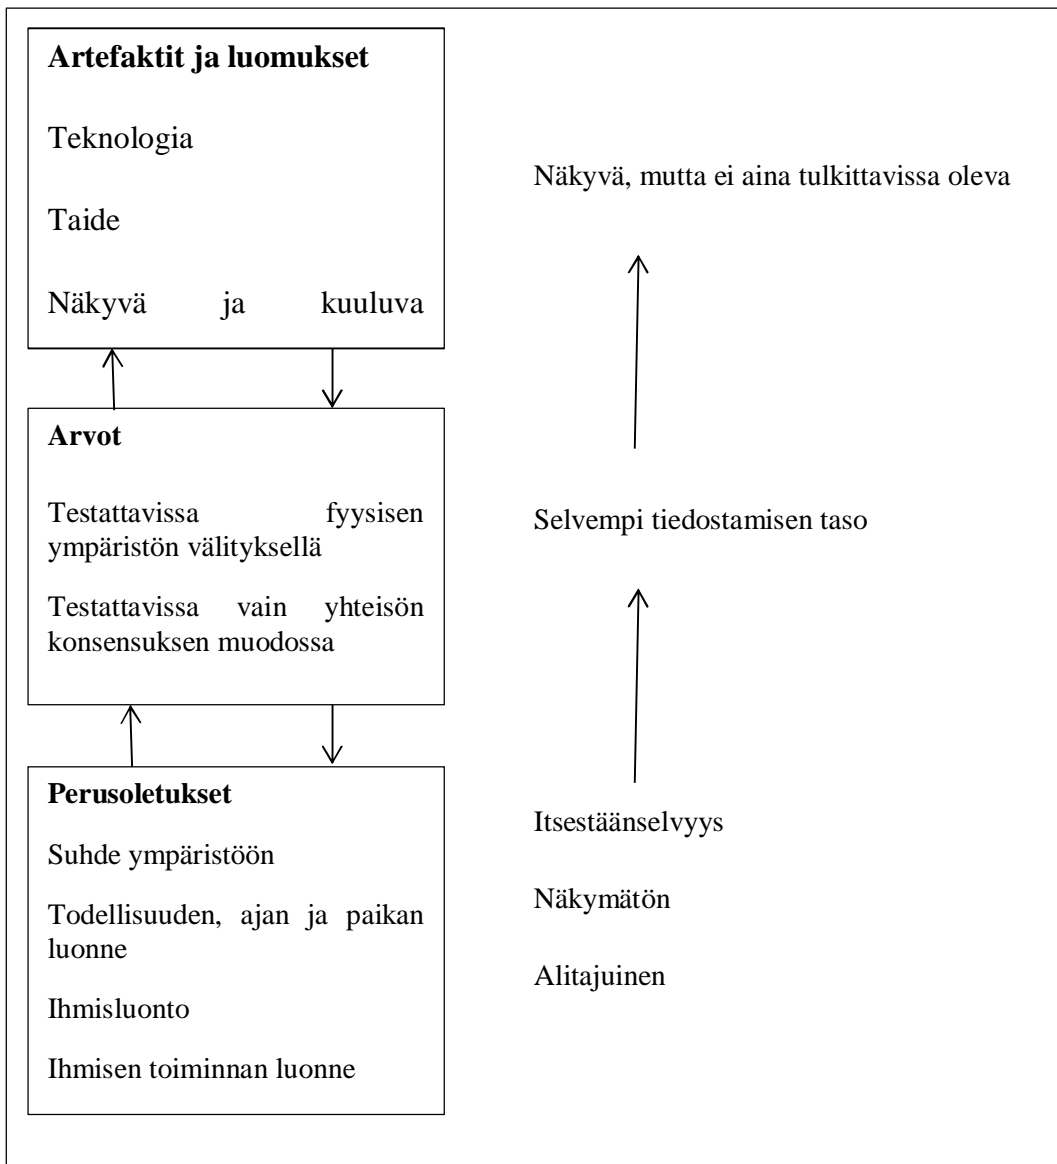 Artefaktit ja luomukset
Teknologia
Taide
Näkyvä ja kuuluva
Näkyvä, mutta ei aina tulkittavissa oleva
Arvot
Testattavissa fyysisen
ympäristön välityksellä
Testattavissa vain yhteisön
konsensuksen muodossa
Selvempi tiedostamisen taso
Perusoletukset
Suhde ympäristöön
Todellisuuden, ajan ja paikan
luonne
Ihmisluonto
Ihmisen toiminnan luonne
Itsestäänselvyys
Näkymätön
Alitajuinen